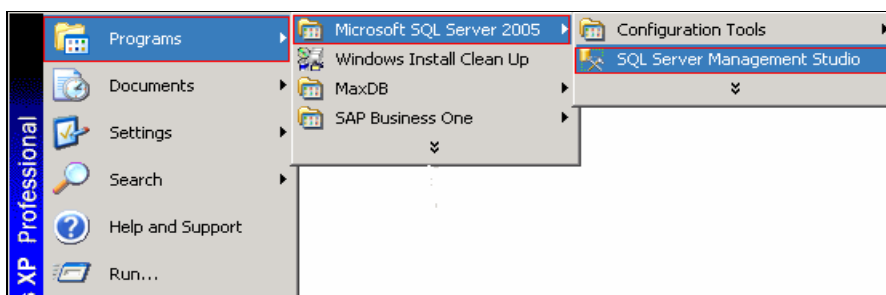 Programs
Documents
Settings
Search
Help and Support
Run...
Microsoft SQL Server 2005
Windows Install Clean Up
MaxDB
SAP Business One
Configuration Tools
SQL Server Management Studio
s XP Professional